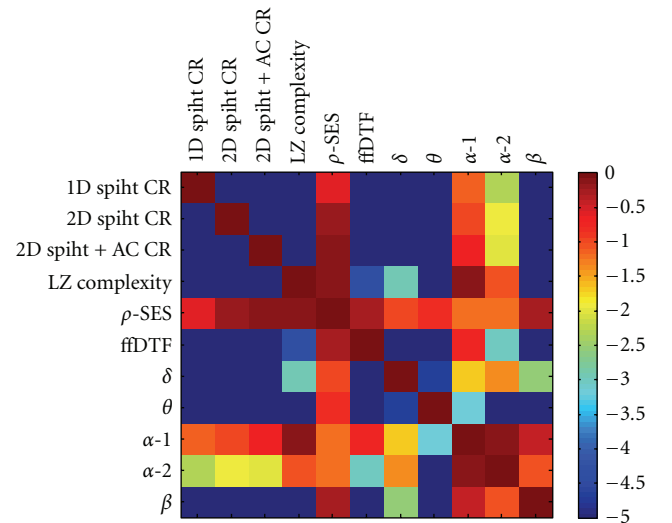 1D spiht CR
2D spiht CR
2D spiht + AC CR
LZ complexity
ρ-SES
ffDTF
δ
θ
α-1
α-2
β
1D spiht CR
2D spiht CR
2D spiht + AC CR
LZ complexity
ρ-SES
ffDTF
δ
θ
α-1
α-2
β
0
−0.5
−1
−1.5
−2
−2.5
−3
−3.5
−4
−4.5
−5